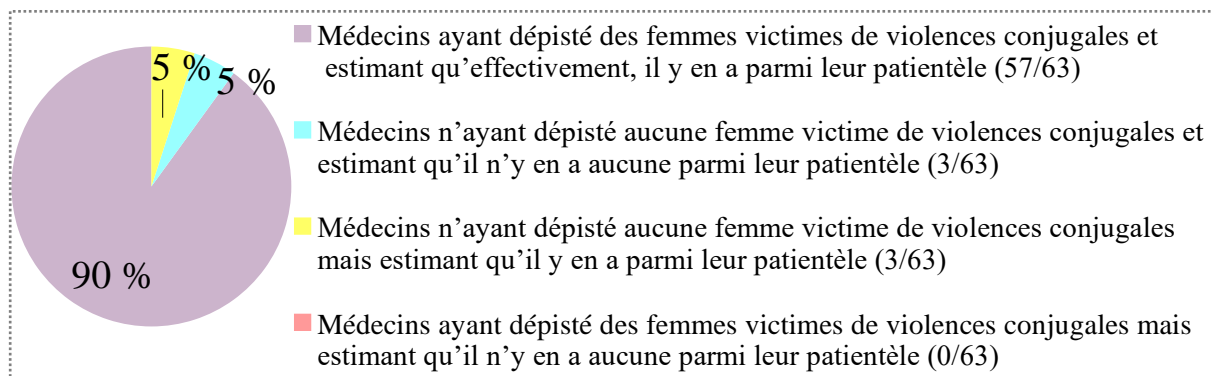 5 %
5 %
90 %
Médecins ayant dépisté des femmes victimes de violences conjugales et
estimant qu'effectivement, il y en a parmi leur patientèle (57/63)
Médecins n'ayant dépisté aucune femme victime de violences conjugales et
estimant qu'il n'y en a aucune parmi leur patientèle (3/63)
Médecins n'ayant dépisté aucune femme victime de violences conjugales
mais estimant qu'il y en a parmi leur patientèle (3/63)
Médecins ayant dépisté des femmes victimes de violences conjugales mais
estimant qu'il n'y en a aucune parmi leur patientèle (0/63)